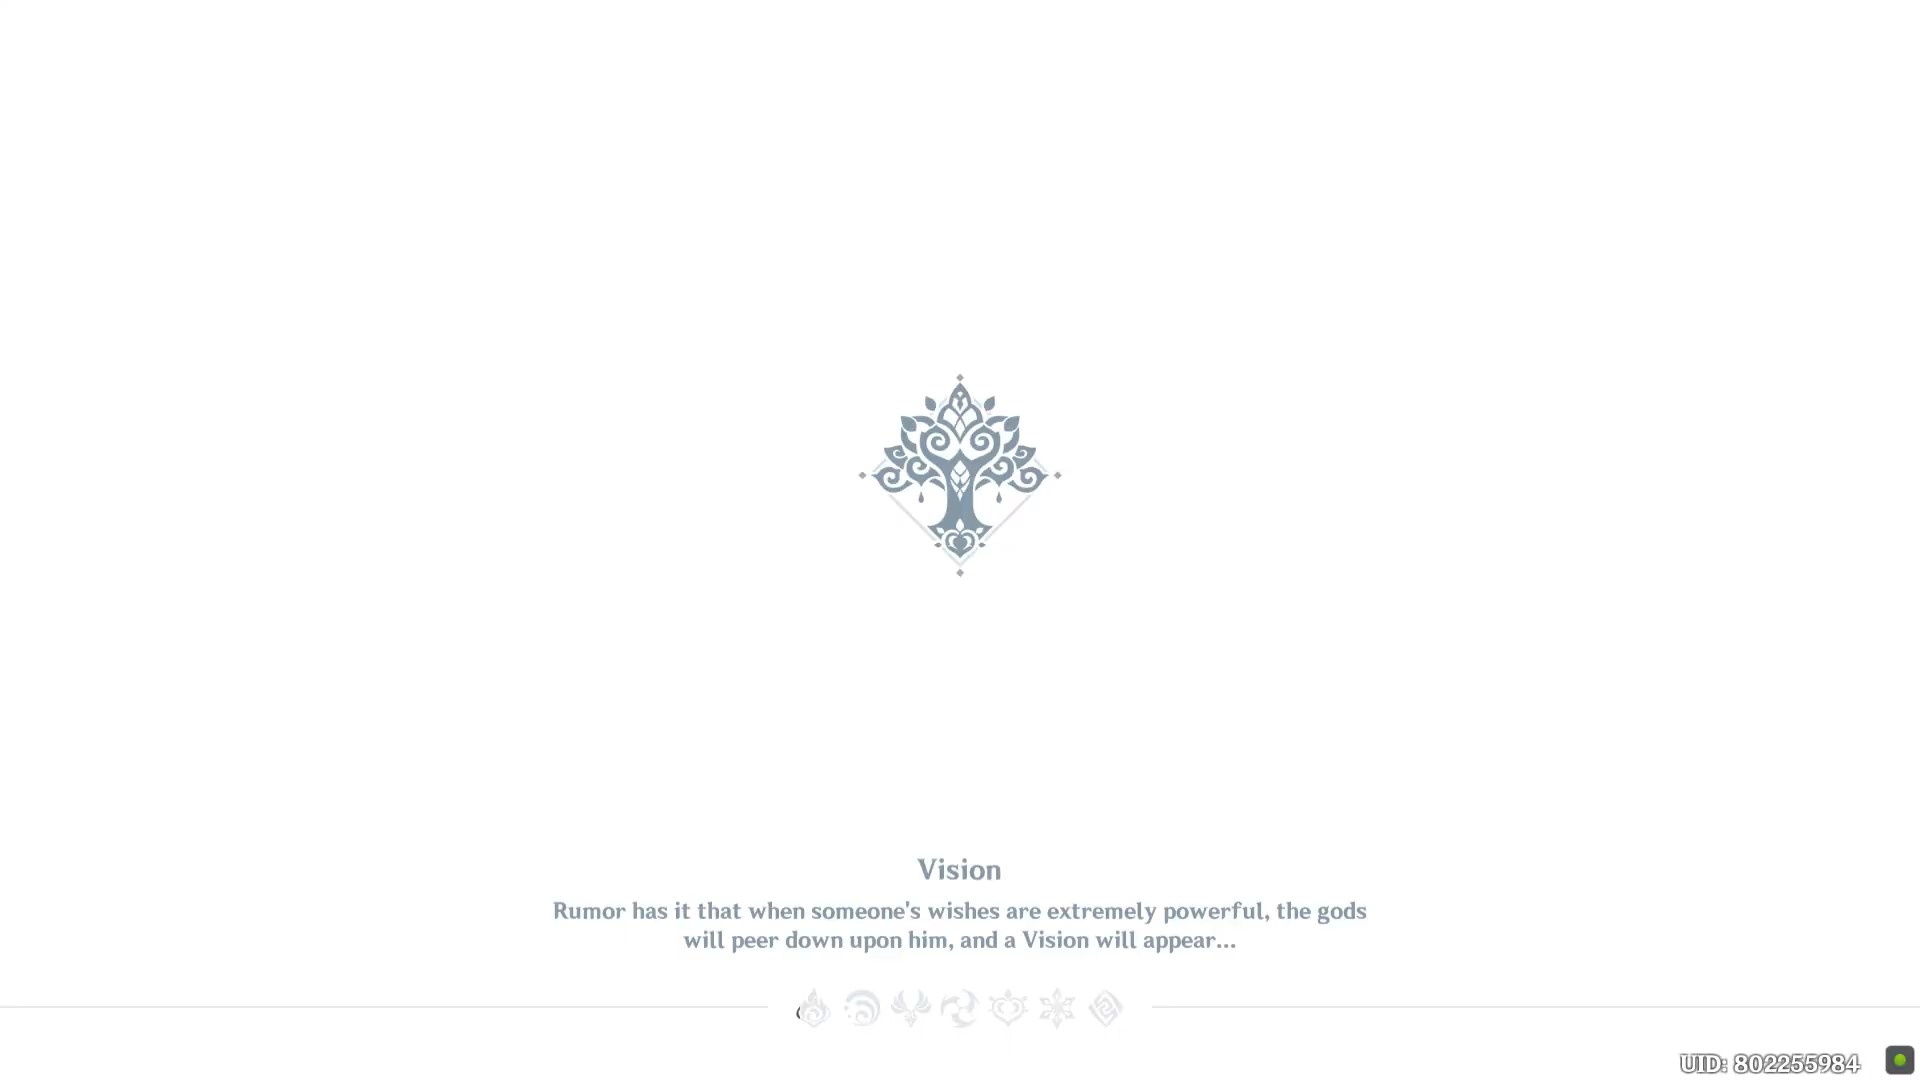 Vision
Rumor has it that when someone's wishes are extremely powerful, the gods
will peer down upon him, and a Vision will appear...
UID: 802255984